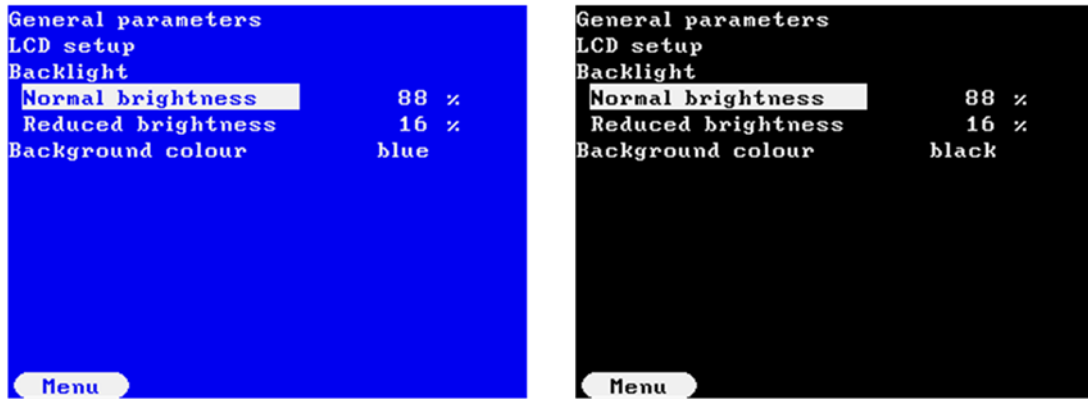 General parameters
LCD setup
Backlight
Normal brightness 88 %
Reduced brightness 16 %
Background colour blue
Menu
General parameters
LCD setup
Backlight
Normal brightness 88 %
Reduced brightness 16 %
Background colour black
Menu